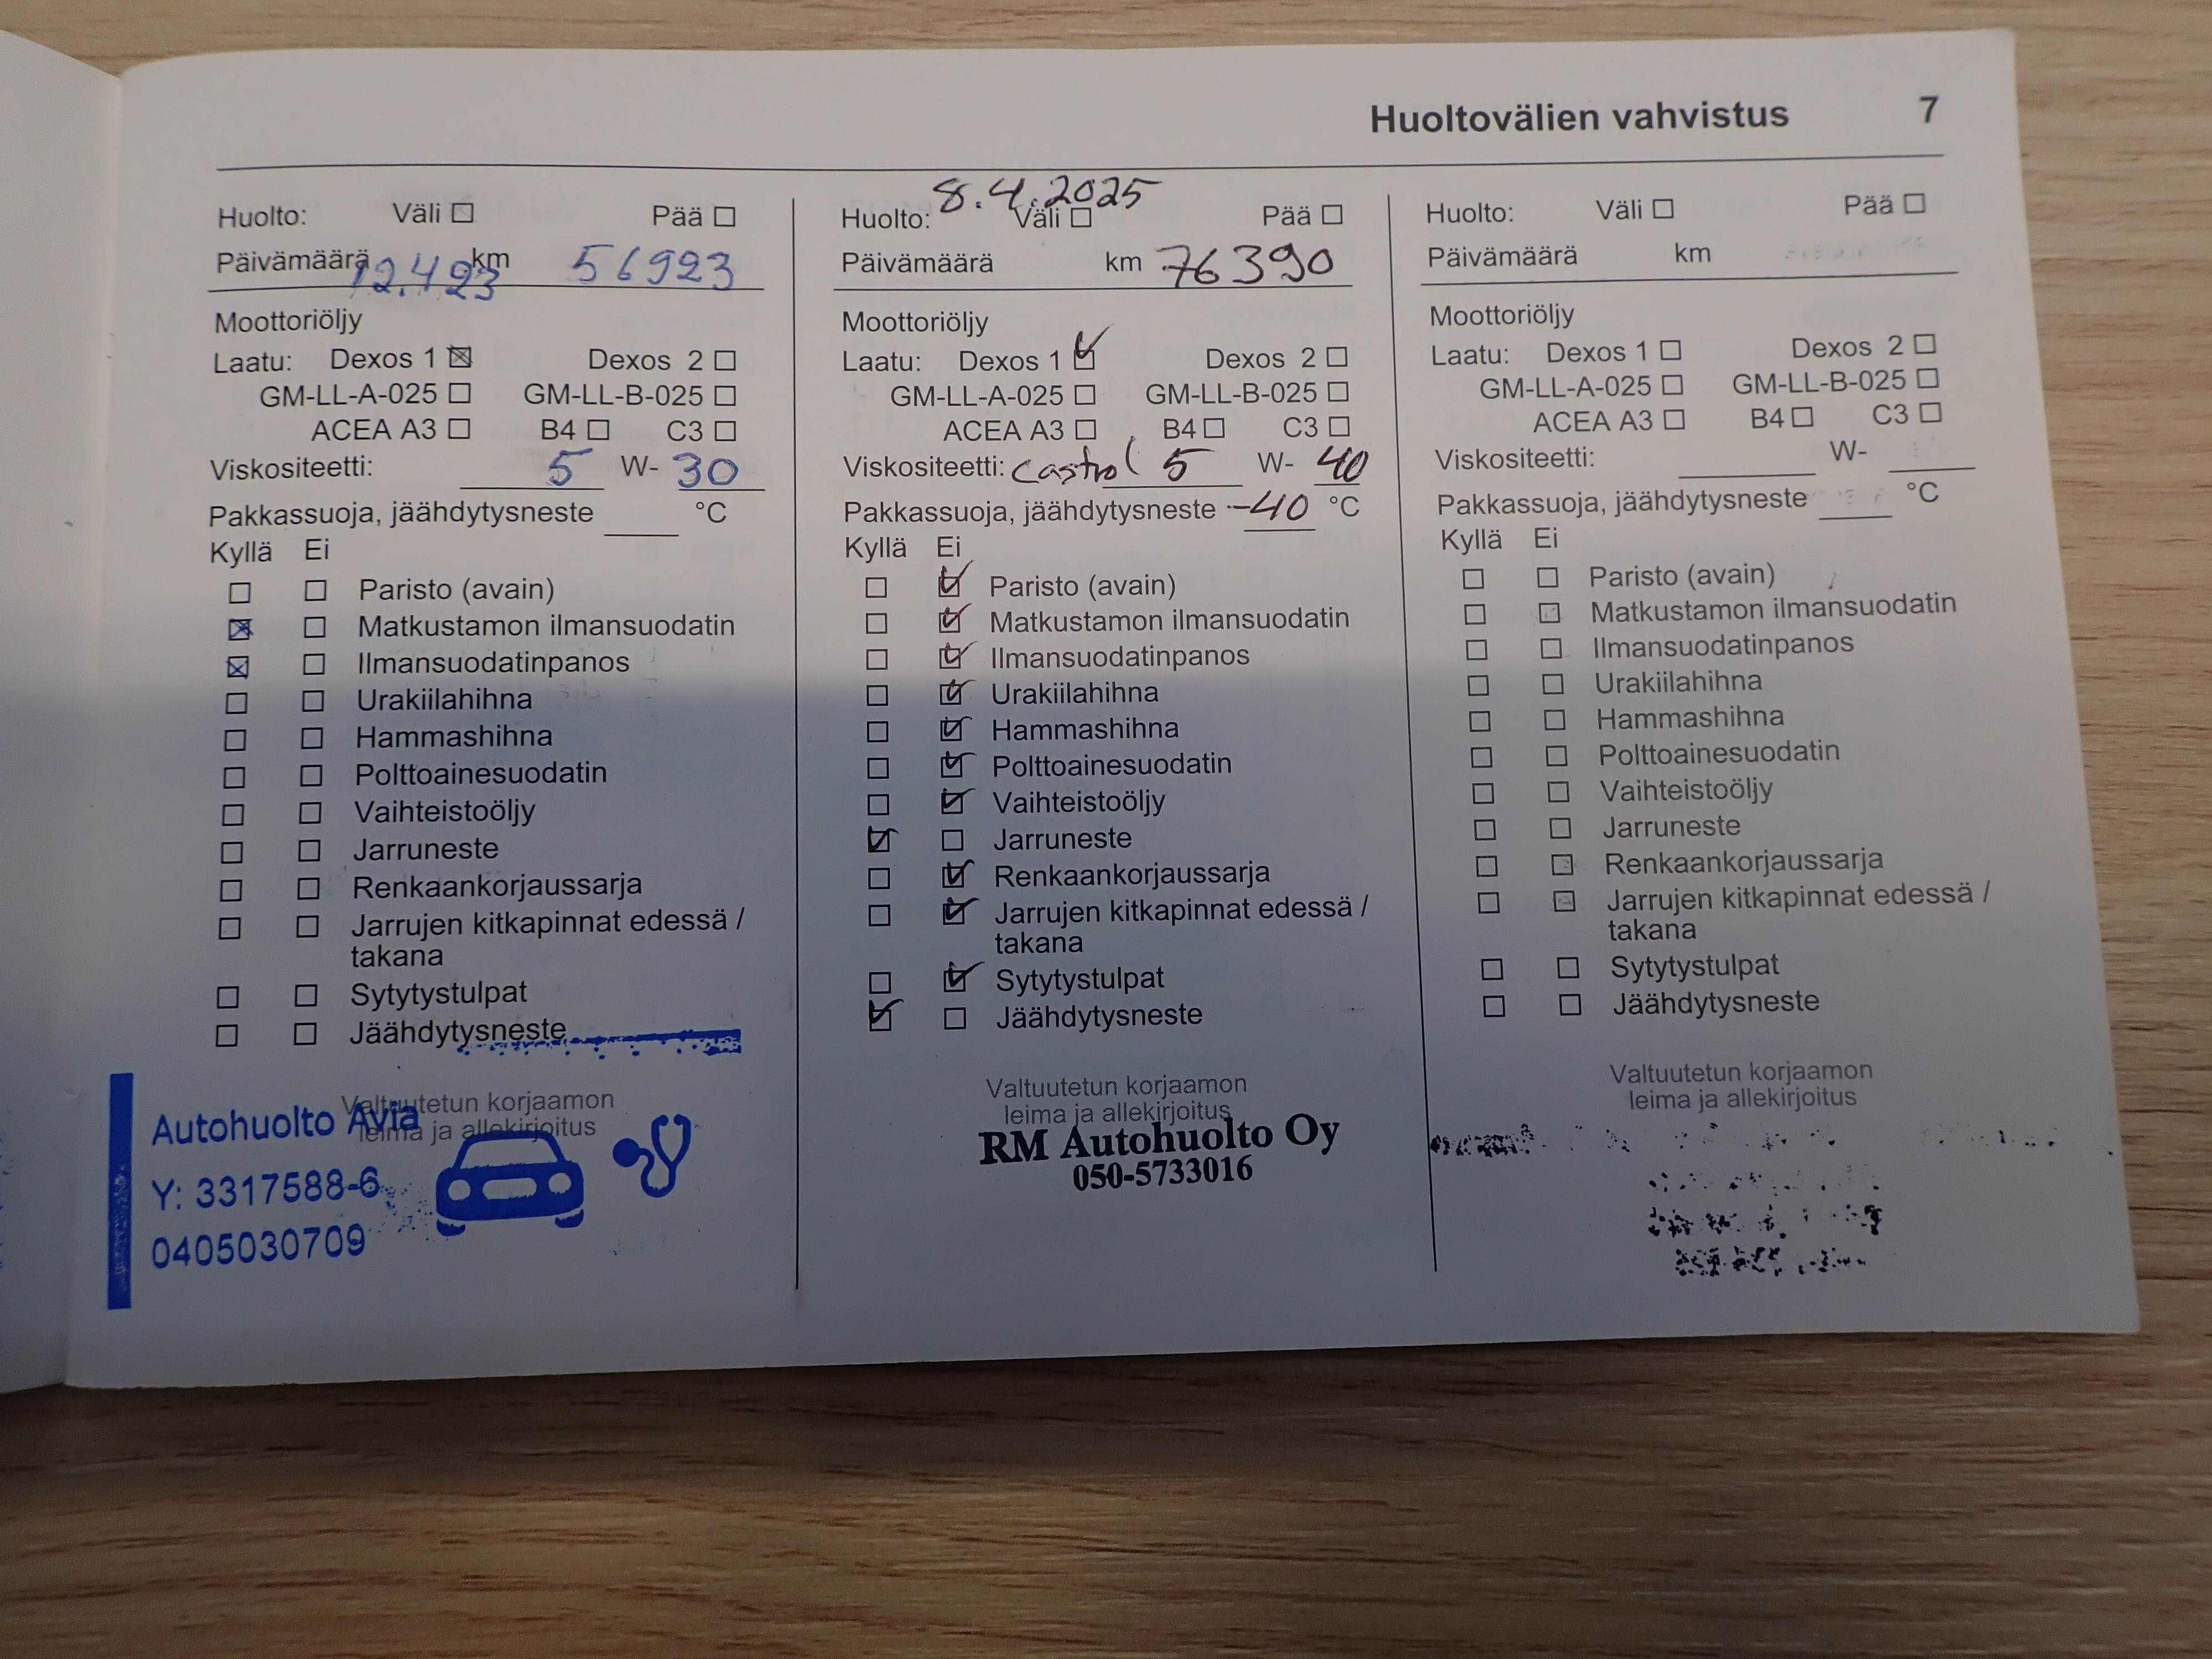 Huoltovälien vahvistus 7
Huolto: Väli ☒ Pää ☐
Päivämäärä 12.4 23 km 56923
Moottoriöljy
Laatu: Dexos 1 ☒ Dexos 2 ☐
GM-LL-A-025 ☐ GM-LL-B-025 ☐
ACEA A3 ☐ B4 ☐ C3 ☐
Viskositeetti: 5 W- 30
Pakkassuoja, jäähdytysneste °C
Kyllä Ei
☐ ☐ Paristo (avain)
☒ ☐ Matkustamon ilmansuodatin
☒ ☐ Ilmansuodatinpanos
☐ ☐ Urakiilahihna
☐ ☐ Hammashihna
☐ ☐ Polttoainesuodatin
☐ ☐ Vaihteistoöljy
☐ ☐ Jarruneste
☐ ☐ Renkaankorjaussarja
☐ ☐ Jarrujen kitkapinnat edessä /
takana
☐ ☐ Sytytystulpat
☐ ☐ Jäähdytysneste
Valtuutetun korjaamon
leima ja allekirjoitus
Autohuolto Avia
Y: 3317588-6
0405030709
8.4.2025
Huolto: Väli ☐ Pää ☐
Päivämäärä km 76390
Moottoriöljy
Laatu: Dexos 1 ☑ Dexos 2 ☐
GM-LL-A-025 ☐ GM-LL-B-025 ☐
ACEA A3 ☐ B4 ☐ C3 ☐
Viskositeetti: Castrol 5 W- 40
Pakkassuoja, jäähdytysneste -40 °C
Kyllä Ei
☐ ☑ Paristo (avain)
☐ ☑ Matkustamon ilmansuodatin
☐ ☑ Ilmansuodatinpanos
☐ ☑ Urakiilahihna
☐ ☑ Hammashihna
☐ ☑ Polttoainesuodatin
☐ ☑ Vaihteistoöljy
☑ ☐ Jarruneste
☐ ☑ Renkaankorjaussarja
☐ ☑ Jarrujen kitkapinnat edessä /
takana
☐ ☑ Sytytystulpat
☑ ☐ Jäähdytysneste
Valtuutetun korjaamon
leima ja allekirjoitus
RM Autohuolto Oy
050-5733016
Huolto: Väli ☐ Pää ☐
Päivämäärä km
Moottoriöljy
Laatu: Dexos 1 ☐ Dexos 2 ☐
GM-LL-A-025 ☐ GM-LL-B-025 ☐
ACEA A3 ☐ B4 ☐ C3 ☐
Viskositeetti: W-
Pakkassuoja, jäähdytysneste °C
Kyllä Ei
☐ ☐ Paristo (avain)
☐ ☐ Matkustamon ilmansuodatin
☐ ☐ Ilmansuodatinpanos
☐ ☐ Urakiilahihna
☐ ☐ Hammashihna
☐ ☐ Polttoainesuodatin
☐ ☐ Vaihteistoöljy
☐ ☐ Jarruneste
☐ ☐ Renkaankorjaussarja
☐ ☐ Jarrujen kitkapinnat edessä /
takana
☐ ☐ Sytytystulpat
☐ ☐ Jäähdytysneste
Valtuutetun korjaamon
leima ja allekirjoitus